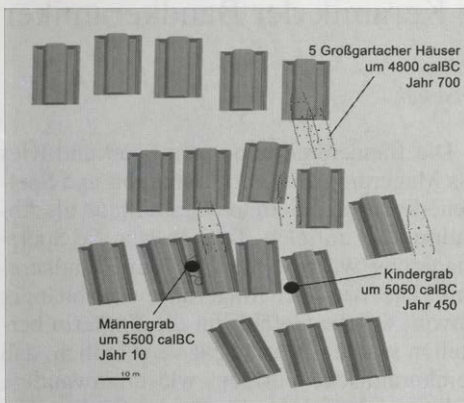 5 Großgartacher Häuser
um 4800 calBC
Jahr 700
Männergrab
um 5500 calBC
Jahr 10
Kindergrab
um 5050 calBC
Jahr 450
10 m